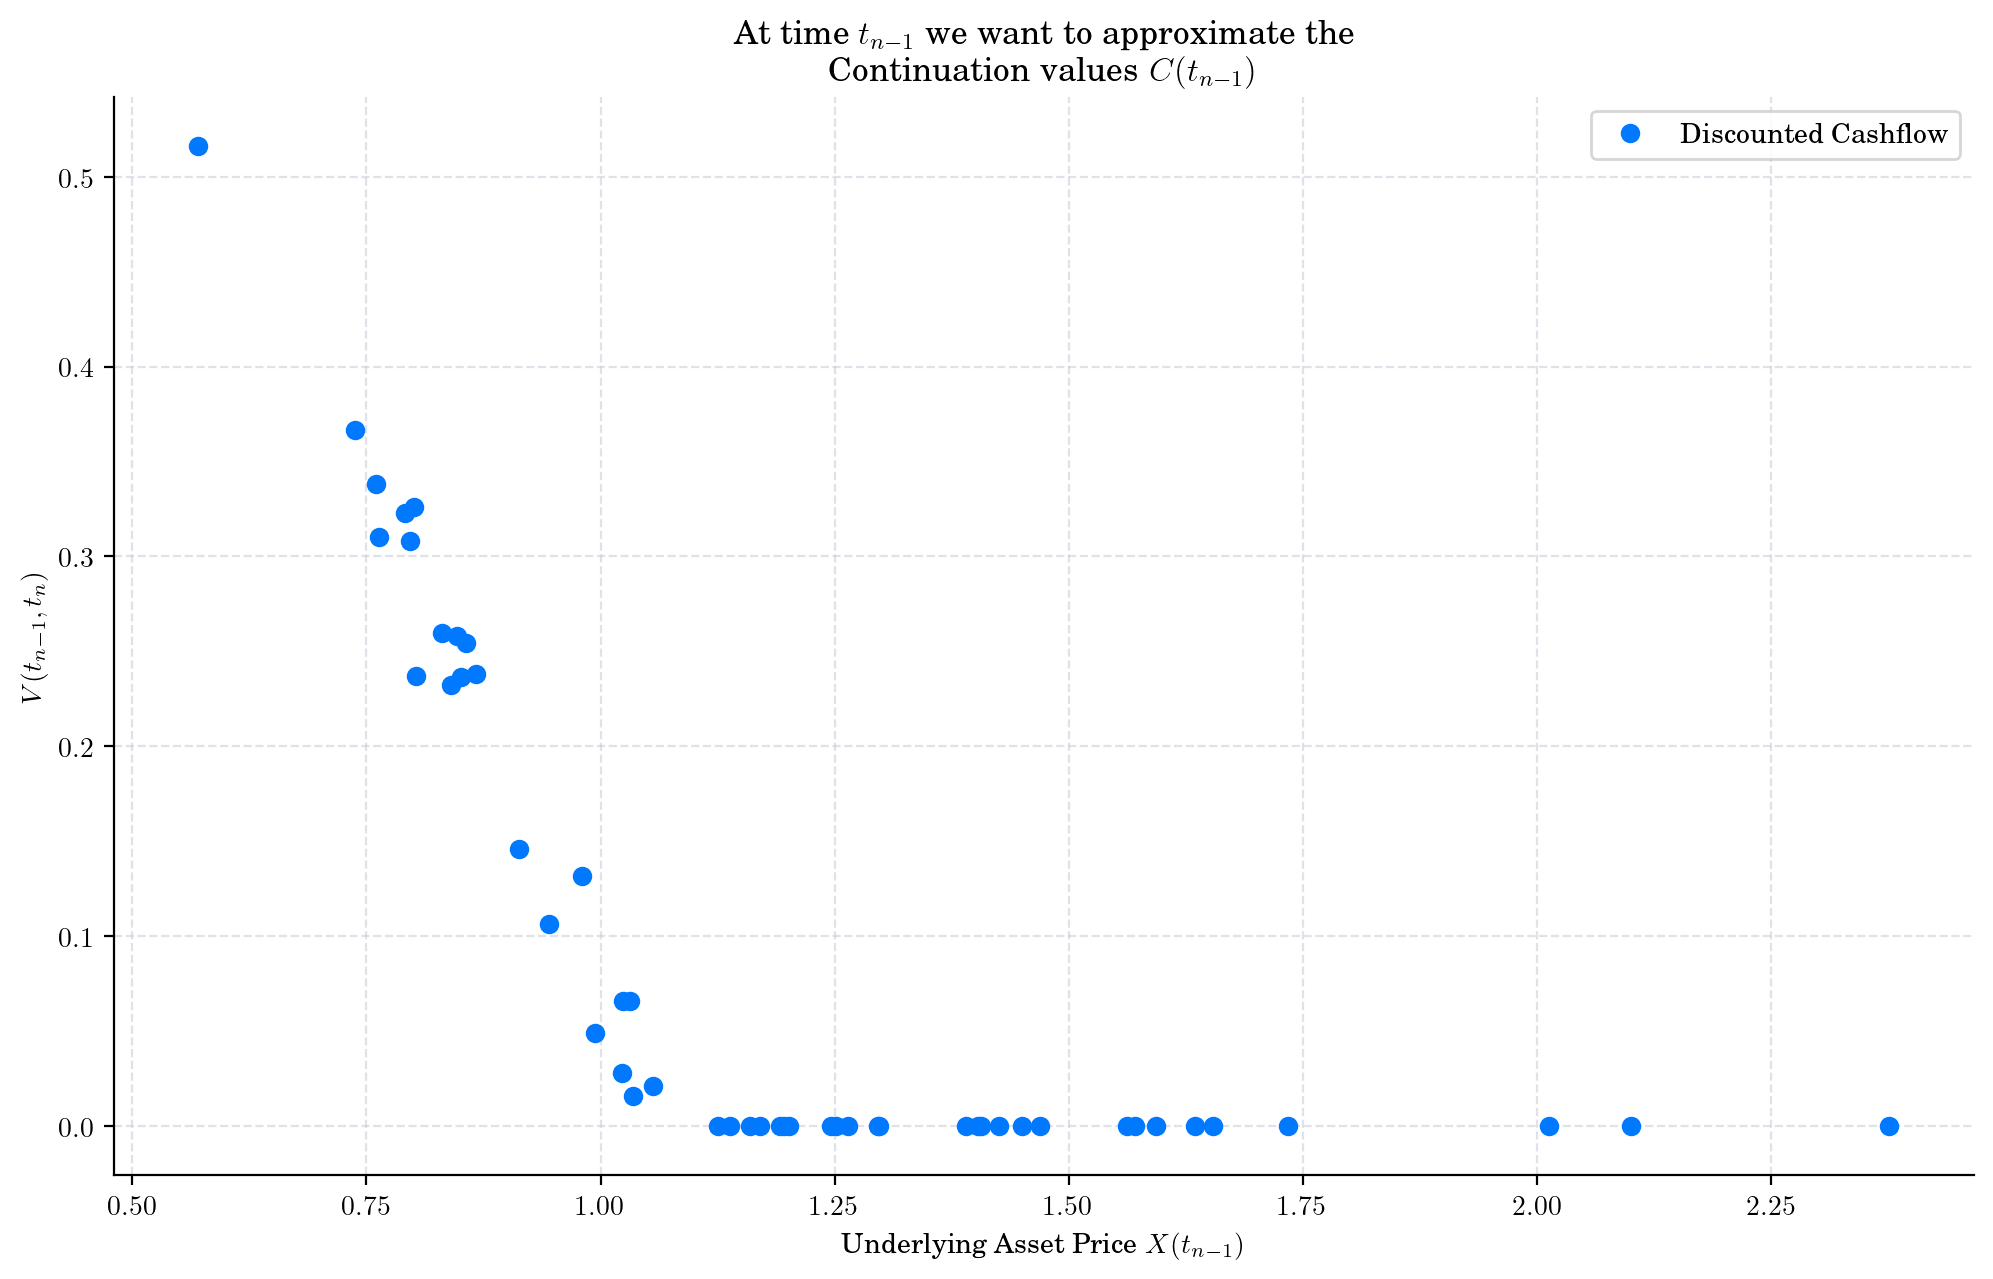 At time $t_{n-1}$ we want to approximate the
Continuation values $C(t_{n-1})$
Discounted Cashflow
0.5
0.4
0.3
0.2
0.1
0.0
$V(t_{n-1}, t_n)$
0.50 0.75 1.00 1.25 1.50 1.75 2.00 2.25
Underlying Asset Price $X(t_{n-1})$